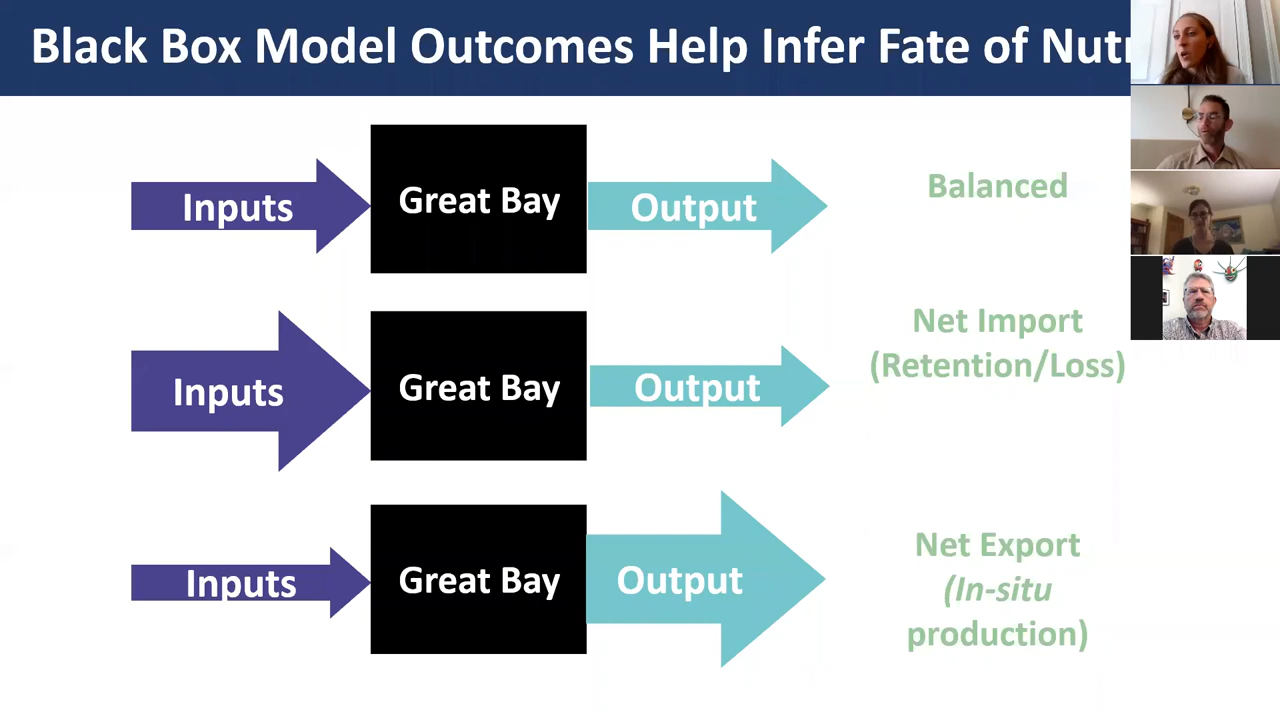 Black Box Model Outcomes Help Infer Fate of Nutr
Inputs
Great Bay
Output
Balanced
Inputs
Great Bay
Output
Net Import
(Retention/Loss)
Inputs
Great Bay
Output
Net Export
(In-situ
production)